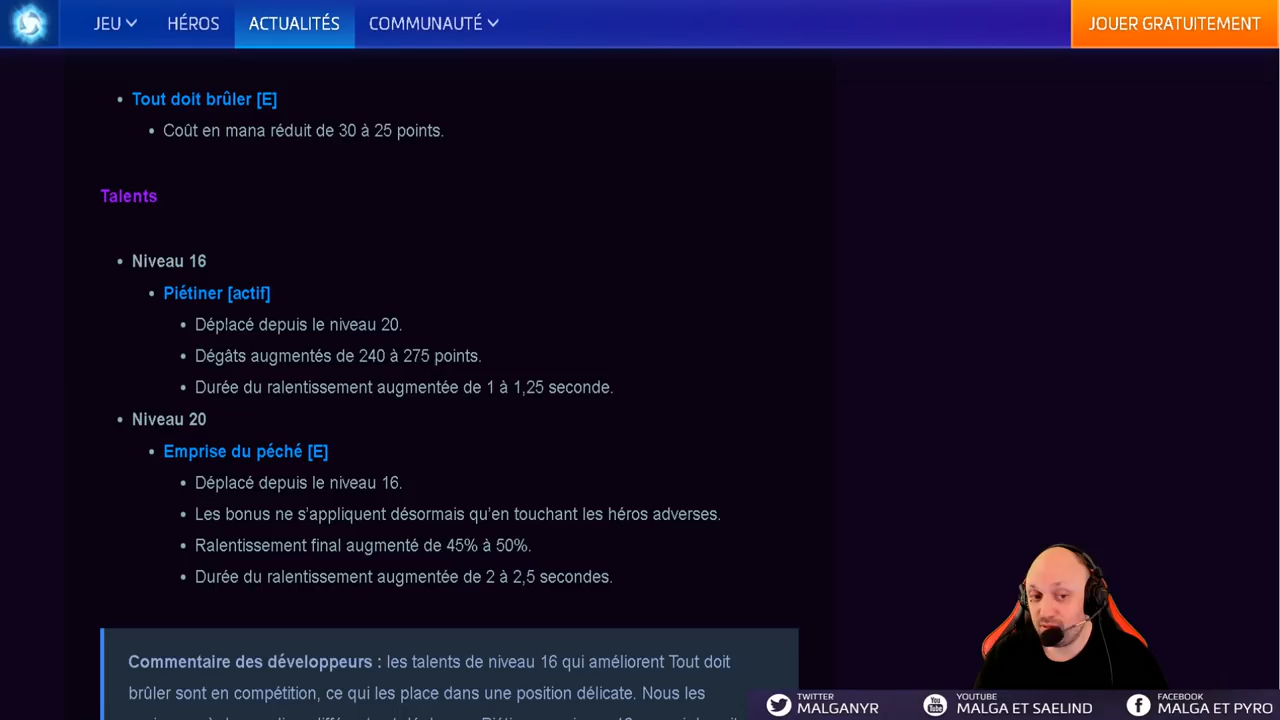 JEU HÉROS ACTUALITÉS COMMUNAUTÉ JOUER GRATUITEMENT
Tout doit brûler [E]
Coût en mana réduit de 30 à 25 points.
Talents
Niveau 16
Piétiner [actif]
Déplacé depuis le niveau 20.
Dégâts augmentés de 240 à 275 points.
Durée du ralentissement augmentée de 1 à 1,25 seconde.
Niveau 20
Emprise du péché [E]
Déplacé depuis le niveau 16.
Les bonus ne s'appliquent désormais qu'en touchant les héros adverses.
Ralentissement final augmenté de 45% à 50%.
Durée du ralentissement augmentée de 2 à 2,5 secondes.
Commentaire des développeurs : les talents de niveau 16 qui améliorent Tout doit
brûler sont en compétition, ce qui les place dans une position délicate. Nous les
TWITTER
MALGANYR
YOUTUBE
MALGA ET SAELIND
FACEBOOK
MALGA ET PYRO